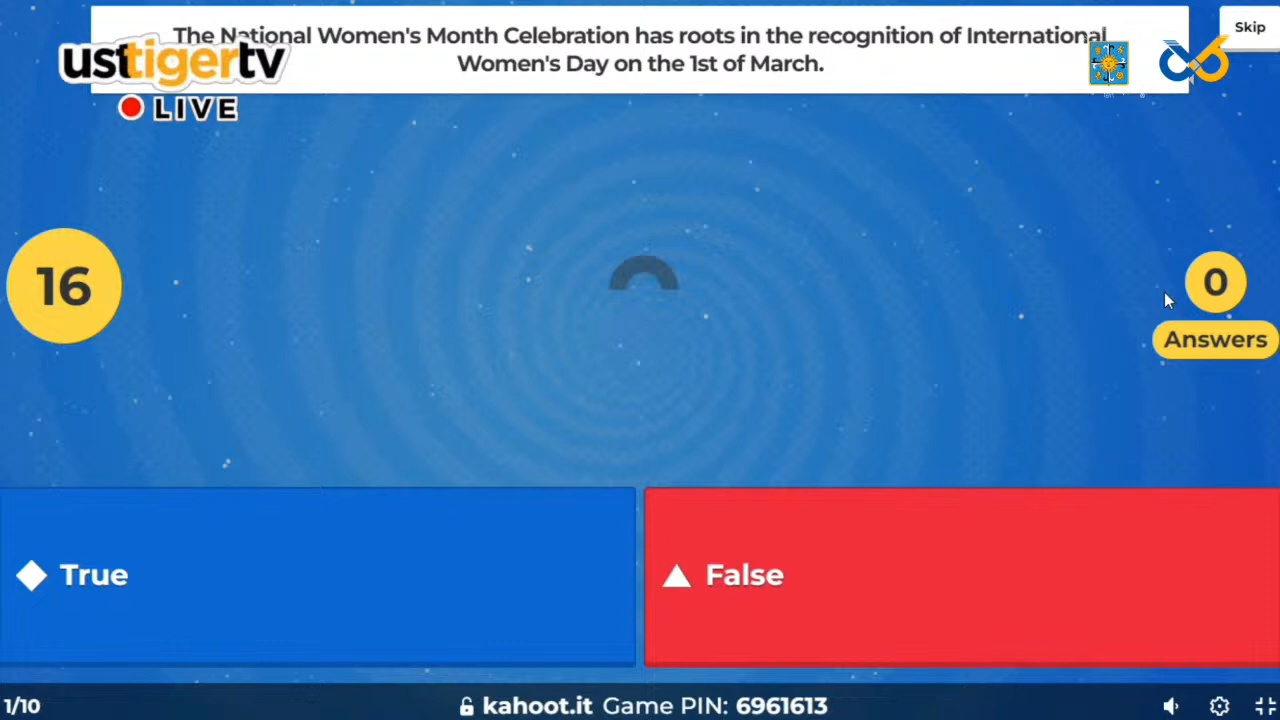 The National Women's Month Celebration has roots in the recognition of International
Women's Day on the 1st of March.
Skip
usttigertv
LIVE
16
0
Answers
True
False
1/10
kahoot.it Game PIN: 6961613